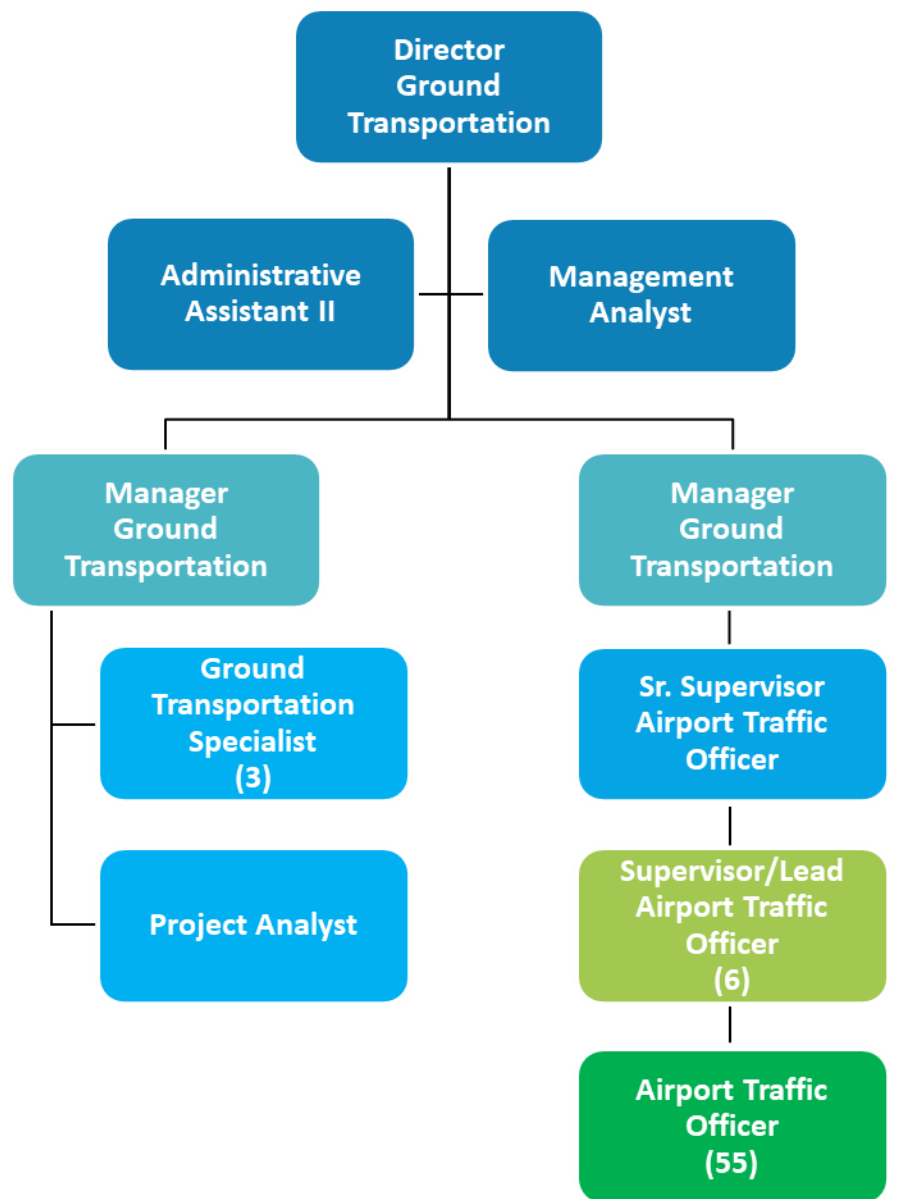 Director
Ground
Transportation
Administrative
Assistant II
Management
Analyst
Manager
Ground
Transportation
Manager
Ground
Transportation
Ground
Transportation
Specialist
(3)
Sr. Supervisor
Airport Traffic
Officer
Project Analyst
Supervisor/Lead
Airport Traffic
Officer
(6)
Airport Traffic
Officer
(55)